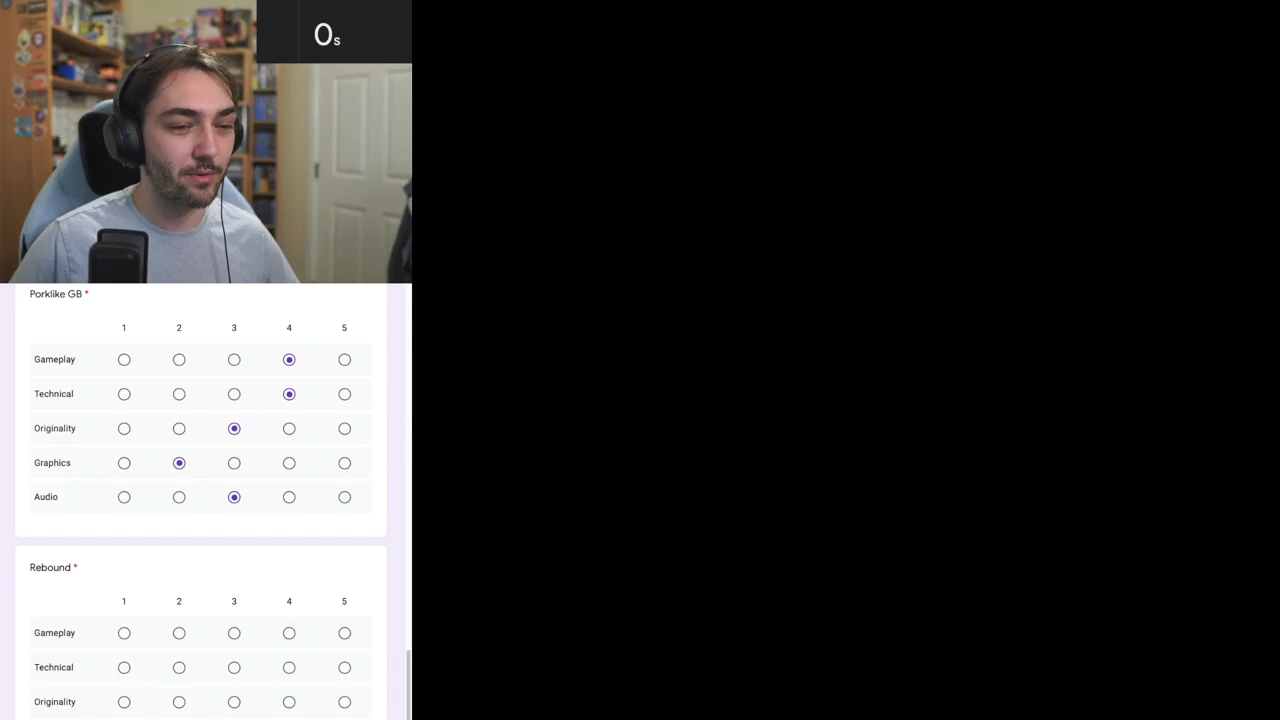 0s
Porklike GB *
1 2 3 4 5
Gameplay
Technical
Originality
Graphics
Audio
Rebound *
1 2 3 4 5
Gameplay
Technical
Originality